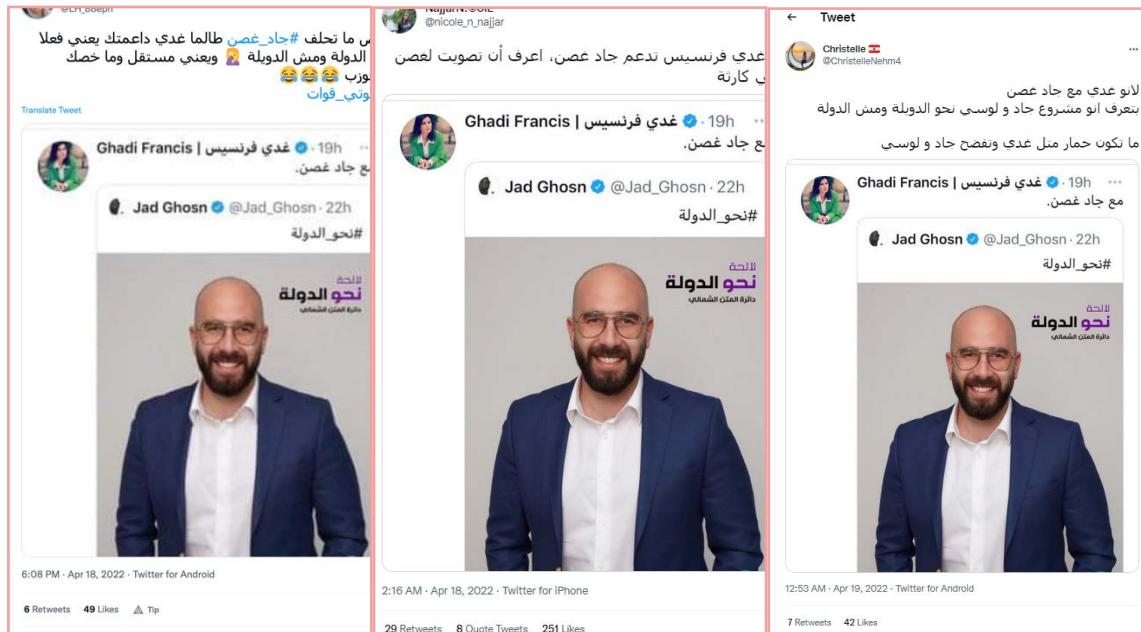 @nicole_n_najjar
ما تحلف #جاد_غصن طالما غدي داعمتك يعني فعلا
الدولة ومش الدويلة 🤦 ويعني مستقل وما خصك
😂😂😂
Translate Tweet
Ghadi Francis | غدي فرنسيس · 19h
جاد غصن.
Jad Ghosn @Jad_Ghosn · 22h
#نحو_الدولة
لائحة
نحو الدولة
دائرة المتن الشمالي
6:08 PM · Apr 18, 2022 · Twitter for Android
6 Retweets 49 Likes Tip
غدي فرنسيس تدعم جاد غصن، اعرف أن تصويت لغصن
كارثة
Ghadi Francis | غدي فرنسيس · 19h
جاد غصن.
Jad Ghosn @Jad_Ghosn · 22h
#نحو_الدولة
لائحة
نحو الدولة
دائرة المتن الشمالي
2:16 AM · Apr 18, 2022 · Twitter for iPhone
29 Retweets 8 Quote Tweets 251 Likes
← Tweet
Christelle 🇱🇧
@ChristelleNehm4
لانو غدي مع جاد غصن
بتعرف انو مشروع جاد و لوسي نحو الدويلة ومش الدولة
ما تكون حمار متل غدي وتفضح جاد و لوسي
Ghadi Francis | غدي فرنسيس · 19h
مع جاد غصن.
Jad Ghosn @Jad_Ghosn · 22h
#نحو_الدولة
لائحة
نحو الدولة
دائرة المتن الشمالي
12:53 AM · Apr 19, 2022 · Twitter for Android
7 Retweets 42 Likes